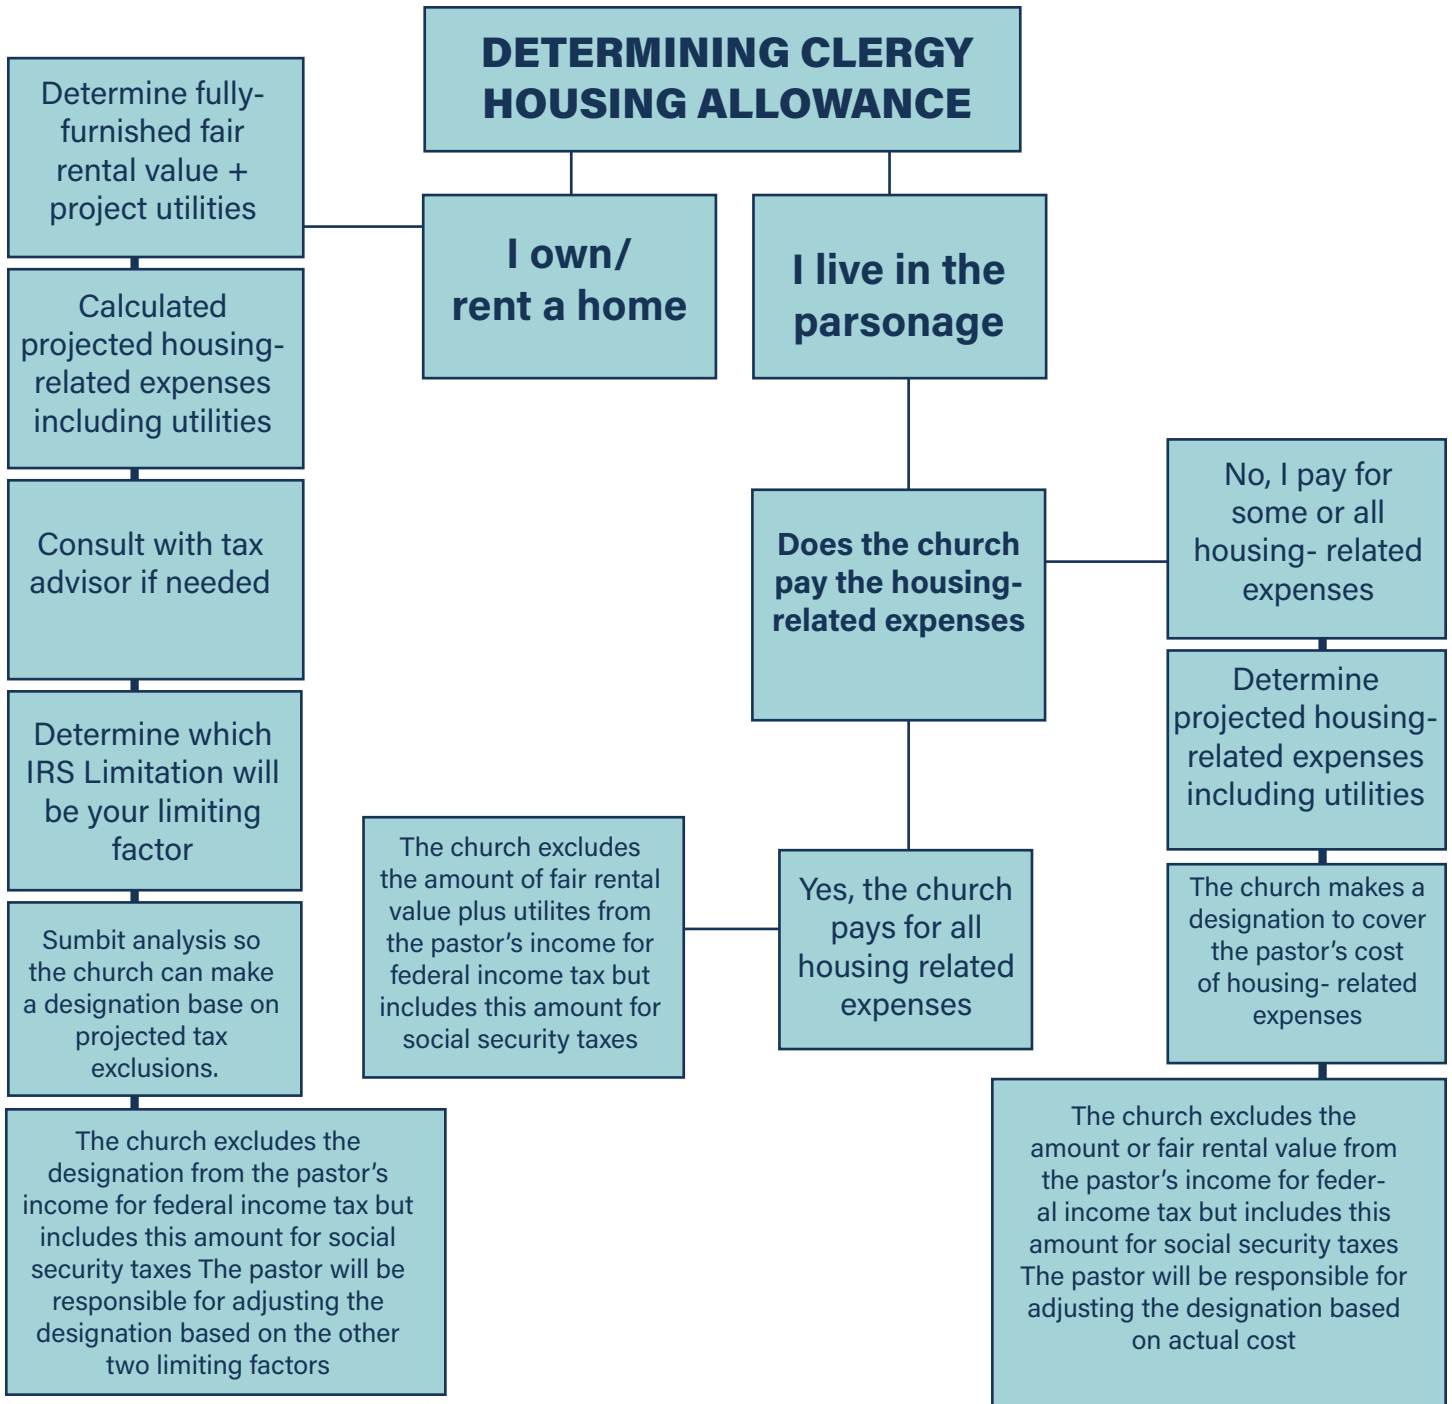 DETERMINING CLERGY
HOUSING ALLOWANCE
Determine fully-
furnished fair
rental value +
project utilities
I own/
rent a home
I live in the
parsonage
Calculated
projected housing-
related expenses
including utilities
Consult with tax
advisor if needed
Determine which
IRS Limitation will
be your limiting
factor
Sumbit analysis so
the church can make
a designation base on
projected tax
exclusions.
The church excludes the
designation from the pastor's
income for federal income tax but
includes this amount for social
security taxes The pastor will be
responsible for adjusting the
designation based on the other
two limiting factors
Does the church
pay the housing-
related expenses
Yes, the church
pays for all
housing related
expenses
The church excludes
the amount of fair rental
value plus utilites from
the pastor's income for
federal income tax but
includes this amount for
social security taxes
No, I pay for
some or all
housing- related
expenses
Determine
projected housing-
related expenses
including utilities
The church makes a
designation to cover
the pastor's cost
of housing- related
expenses
The church excludes the
amount or fair rental value from
the pastor's income for feder-
al income tax but includes this
amount for social security taxes
The pastor will be responsible for
adjusting the designation based
on actual cost